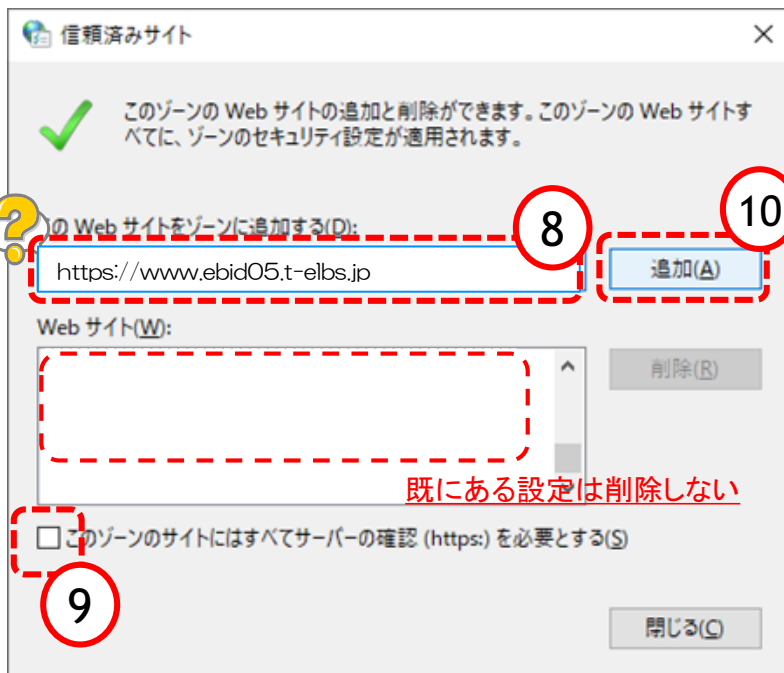 信頼済みサイト
このゾーンの Web サイトの追加と削除ができます。このゾーンの Web サイトす
べてに、ゾーンのセキュリティ設定が適用されます。
?
の Web サイトをゾーンに追加する(D):
8
10
https://www.ebid05.t-elbs.jp
追加(A)
Web サイト(W):
削除(R)
既にある設定は削除しない
このゾーンのサイトにはすべてサーバーの確認 (https:) を必要とする(S)
9
閉じる(C)